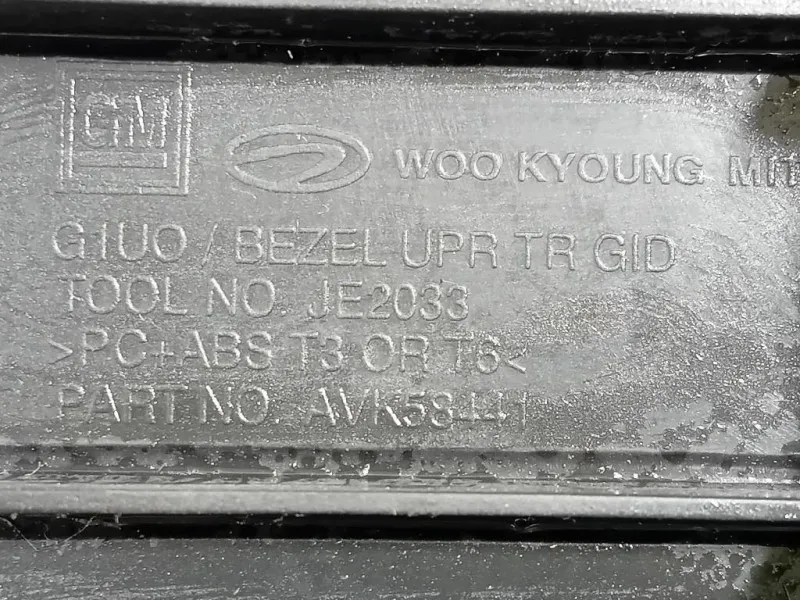 GM
WOO KYOUNG MIT
G1UO / BEZEL UPR TR GID
TOOL NO. JE2033
>PC+ABS T3 OR T6<
PART NO. AVK58441